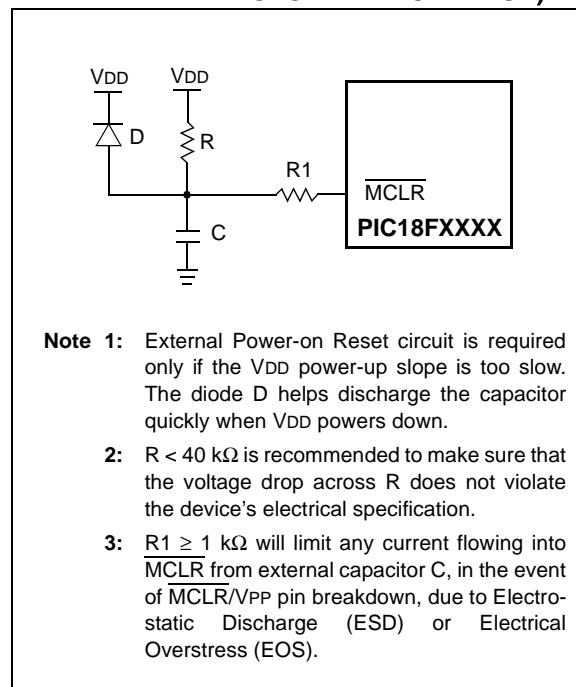 VDD VDD
D
R
R1
MCLR
PIC18FXXXX
C
Note 1: External Power-on Reset circuit is required
only if the VDD power-up slope is too slow.
The diode D helps discharge the capacitor
quickly when VDD powers down.
2: R < 40 kΩ is recommended to make sure that
the voltage drop across R does not violate
the device's electrical specification.
3: R1 ≥ 1 kΩ will limit any current flowing into
MCLR from external capacitor C, in the event
of MCLR/VPP pin breakdown, due to Electro-
static Discharge (ESD) or Electrical
Overstress (EOS).